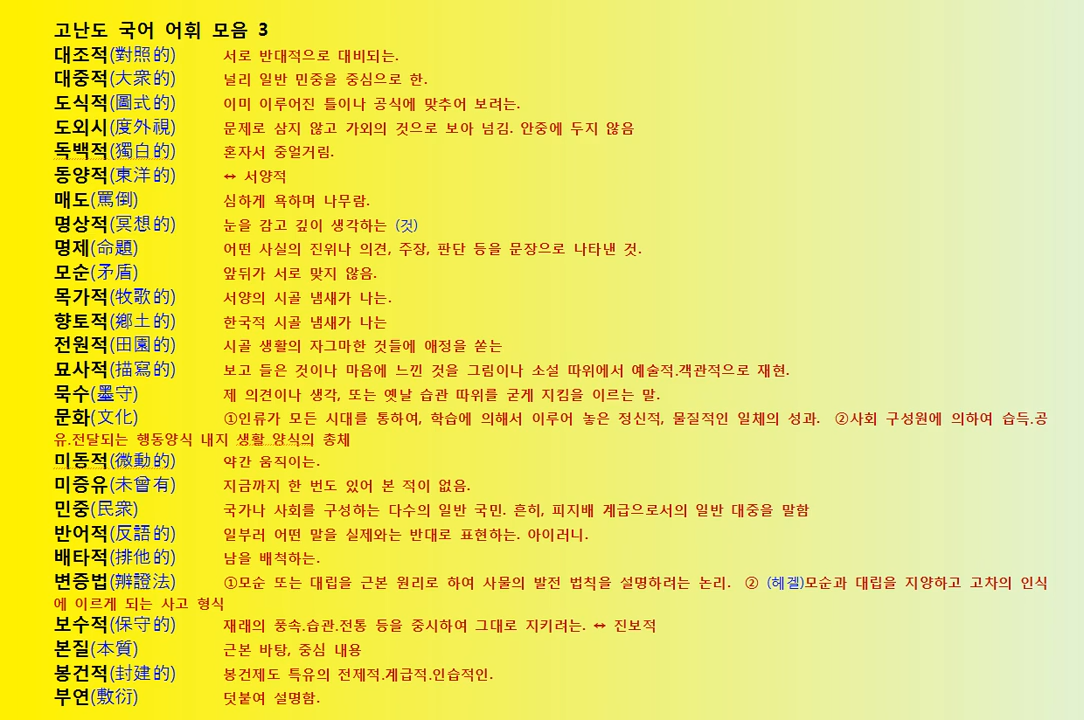 고난도 국어 어휘 모음 3
대조적(對照的) 서로 반대적으로 대비되는.
대중적(大衆的) 널리 일반 민중을 중심으로 한.
도식적(圖式的) 이미 이루어진 틀이나 공식에 맞추어 보려는.
도외시(度外視) 문제로 삼지 않고 가외의 것으로 보아 넘김. 안중에 두지 않음
독백적(獨白的) 혼자서 중얼거림.
동양적(東洋的) ↔ 서양적
매도(罵倒) 심하게 욕하며 나무람.
명상적(冥想的) 눈을 감고 깊이 생각하는 (것)
명제(命題) 어떤 사실의 진위나 의견, 주장, 판단 등을 문장으로 나타낸 것.
모순(矛盾) 앞뒤가 서로 맞지 않음.
목가적(牧歌的) 서양의 시골 냄새가 나는.
향토적(鄕土的) 한국적 시골 냄새가 나는
전원적(田園的) 시골 생활의 자그마한 것들에 애정을 쏟는
묘사적(描寫的) 보고 들은 것이나 마음에 느낀 것을 그림이나 소설 따위에서 예술적.객관적으로 재현.
묵수(墨守) 제 의견이나 생각, 또는 옛날 습관 따위를 굳게 지킴을 이르는 말.
문화(文化) ①인류가 모든 시대를 통하여, 학습에 의해서 이루어 놓은 정신적, 물질적인 일체의 성과. ②사회 구성원에 의하여 습득.공
유.전달되는 행동양식 내지 생활 양식의 총체
미동적(微動的) 약간 움직이는.
미증유(未曾有) 지금까지 한 번도 있어 본 적이 없음.
민중(民衆) 국가나 사회를 구성하는 다수의 일반 국민. 흔히, 피지배 계급으로서의 일반 대중을 말함
반어적(反語的) 일부러 어떤 말을 실제와는 반대로 표현하는. 아이러니.
배타적(排他的) 남을 배척하는.
변증법(辨證法) ①모순 또는 대립을 근본 원리로 하여 사물의 발전 법칙을 설명하려는 논리. ② (헤겔)모순과 대립을 지양하고 고차의 인식
에 이르게 되는 사고 형식
보수적(保守的) 재래의 풍속.습관.전통 등을 중시하여 그대로 지키려는. ↔ 진보적
본질(本質) 근본 바탕, 중심 내용
봉건적(封建的) 봉건제도 특유의 전제적.계급적.인습적인.
부연(敷衍) 덧붙여 설명함.